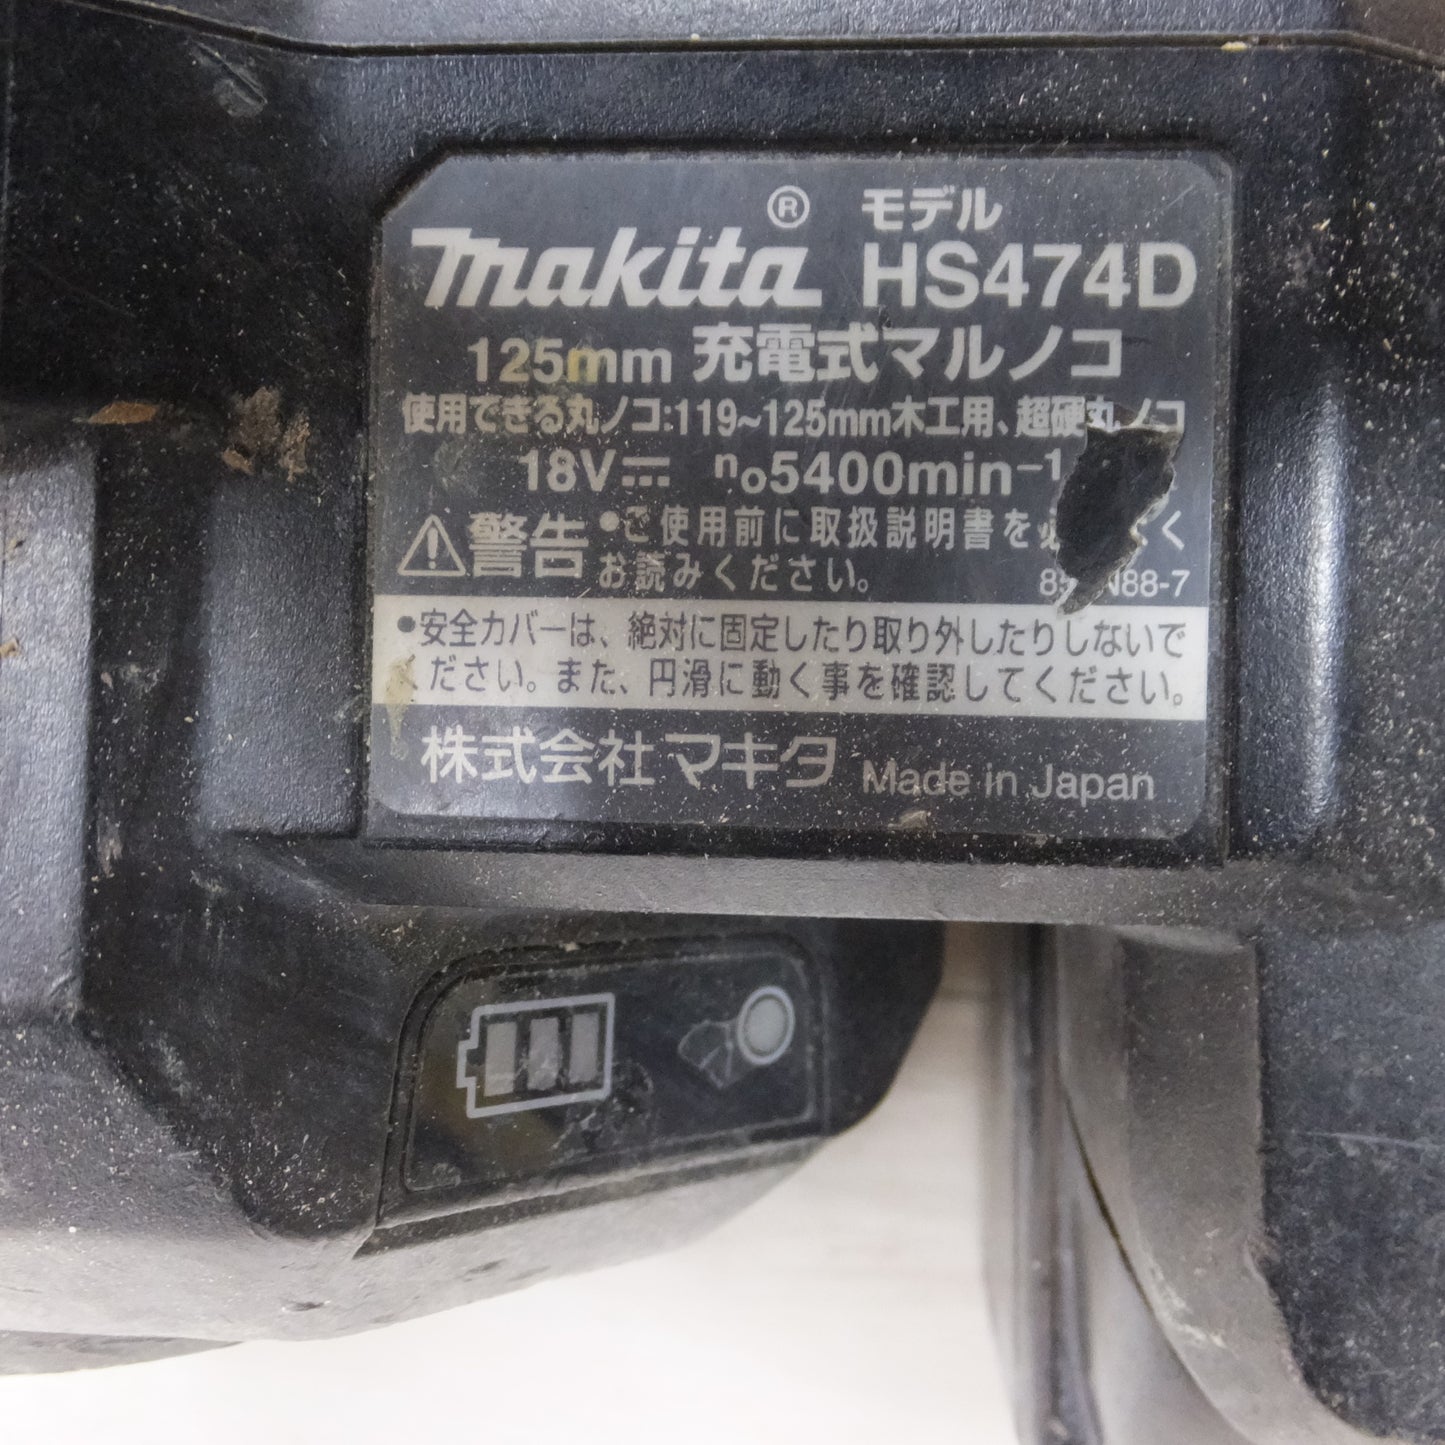 makita® モデル HS474D
125mm 充電式マルノコ
使用できる丸ノコ:119~125mm木工用、超硬丸ノコ
18V⎓ n₀5400min⁻¹
⚠警告 •ご使用前に取扱説明書を必 く
お読みください。
N88-7
•安全カバーは、絶対に固定したり取り外したりしないで
ください。また、円滑に動く事を確認してください。
株式会社マキタ Made in Japan